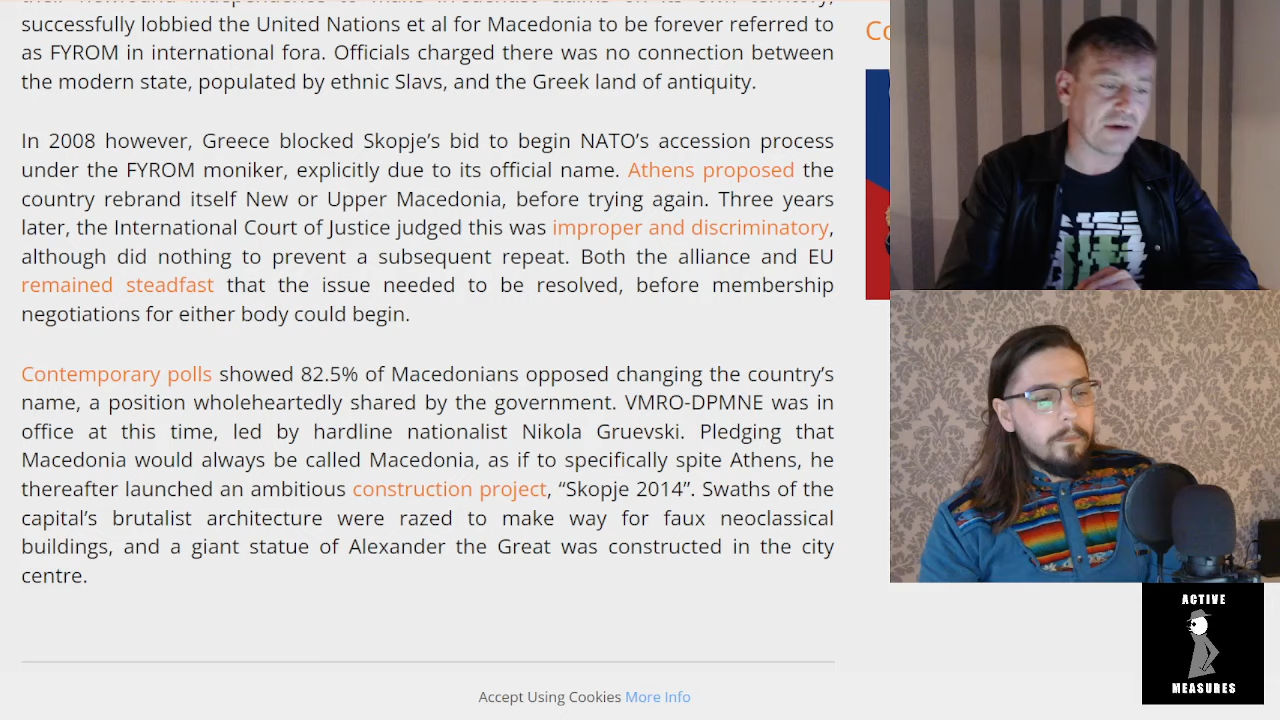 successfully lobbied the United Nations et al for Macedonia to be forever referred to
as FYROM in international fora. Officials charged there was no connection between
the modern state, populated by ethnic Slavs, and the Greek land of antiquity.
In 2008 however, Greece blocked Skopje’s bid to begin NATO’s accession process
under the FYROM moniker, explicitly due to its official name. Athens proposed the
country rebrand itself New or Upper Macedonia, before trying again. Three years
later, the International Court of Justice judged this was improper and discriminatory,
although did nothing to prevent a subsequent repeat. Both the alliance and EU
remained steadfast that the issue needed to be resolved, before membership
negotiations for either body could begin.
Contemporary polls showed 82.5% of Macedonians opposed changing the country’s
name, a position wholeheartedly shared by the government. VMRO-DPMNE was in
office at this time, led by hardline nationalist Nikola Gruevski. Pledging that
Macedonia would always be called Macedonia, as if to specifically spite Athens, he
thereafter launched an ambitious construction project, “Skopje 2014”. Swaths of the
capital’s brutalist architecture were razed to make way for faux neoclassical
buildings, and a giant statue of Alexander the Great was constructed in the city
centre.
Accept Using Cookies More Info
ACTIVE
MEASURES